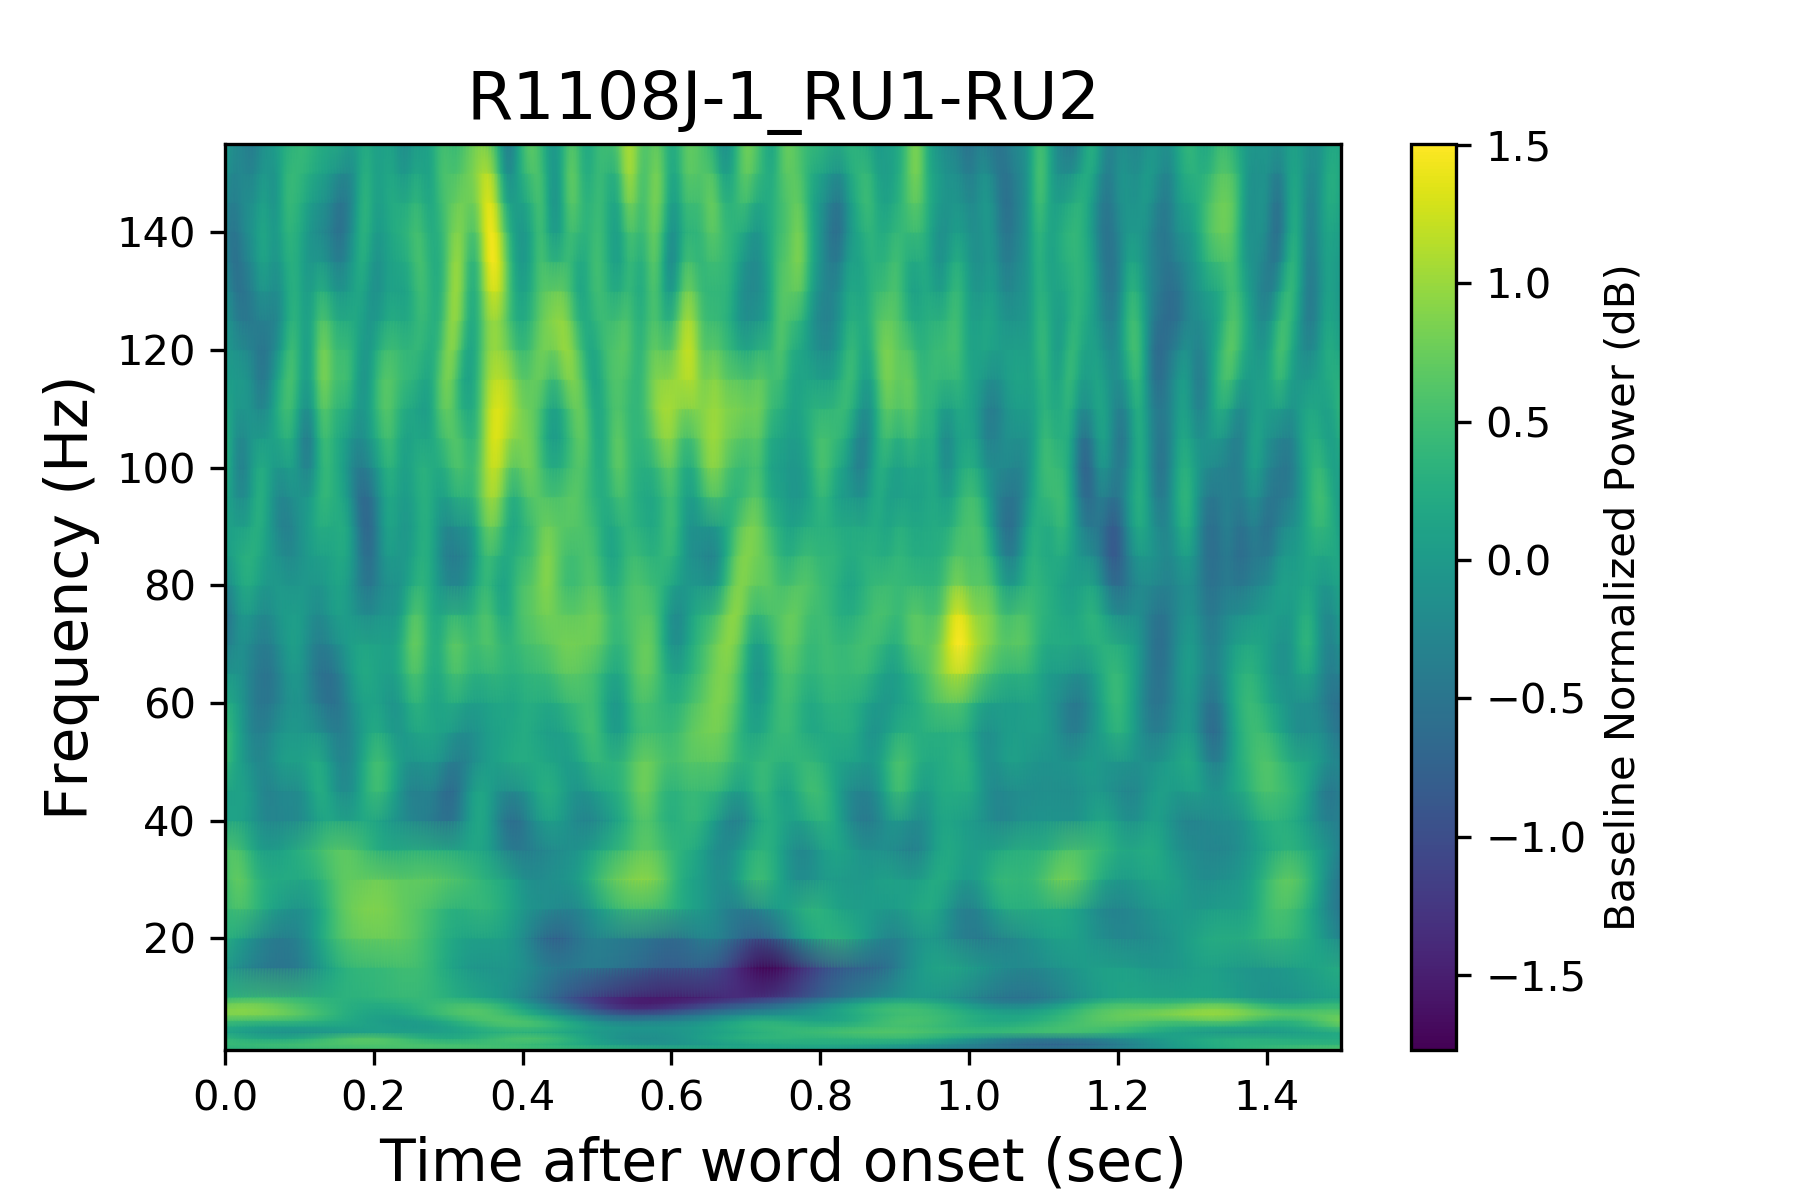 R1108J-1_RU1-RU2
Frequency (Hz)
140
120
100
80
60
40
20
0.0 0.2 0.4 0.6 0.8 1.0 1.2 1.4
Time after word onset (sec)
1.5
1.0
0.5
0.0
−0.5
−1.0
−1.5
Baseline Normalized Power (dB)